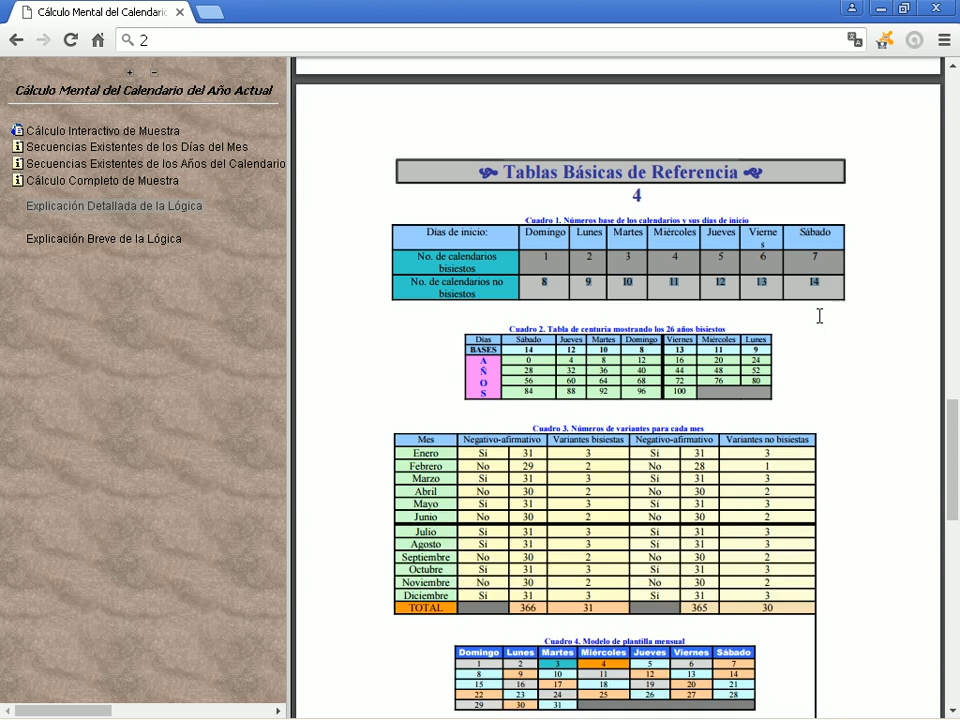 Cálculo Mental del Calendario
2
+ −
Cálculo Mental del Calendario del Año Actual
Cálculo Interactivo de Muestra
Secuencias Existentes de los Días del Mes
Secuencias Existentes de los Años del Calendario
Cálculo Completo de Muestra
Explicación Detallada de la Lógica
Explicación Breve de la Lógica
Tablas Básicas de Referencia
4
Cuadro 1. Números base de los calendarios y sus días de inicio
Días de inicio: Domingo Lunes Martes Miércoles Jueves Vierne Sábado
s
No. de calendarios 1 2 3 4 5 6 7
bisiestos
No. de calendarios no 8 9 10 11 12 13 14
bisiestos
Cuadro 2. Tabla de centuria mostrando los 26 años bisiestos
Días Sábado Jueves Martes Domingo Viernes Miércoles Lunes
BASES 14 12 10 8 13 11 9
A 0 4 8 12 16 20 24
Ñ 28 32 36 40 44 48 52
O 56 60 64 68 72 76 80
S 84 88 92 96 100
Cuadro 3. Números de variantes para cada mes
Mes Negativo-afirmativo Variantes bisiestas Negativo-afirmativo Variantes no bisiestas
Enero Sí 31 3 Sí 31 3
Febrero No 29 2 No 28 1
Marzo Sí 31 3 Sí 31 3
Abril No 30 2 No 30 2
Mayo Sí 31 3 Sí 31 3
Junio No 30 2 No 30 2
Julio Sí 31 3 Sí 31 3
Agosto Sí 31 3 Sí 31 3
Septiembre No 30 2 No 30 2
Octubre Sí 31 3 Sí 31 3
Noviembre No 30 2 No 30 2
Diciembre Sí 31 3 Sí 31 3
TOTAL 366 31 365 30
Cuadro 4. Modelo de plantilla mensual
Domingo Lunes Martes Miércoles Jueves Viernes Sábado
1 2 3 4 5 6 7
8 9 10 11 12 13 14
15 16 17 18 19 20 21
22 23 24 25 26 27 28
29 30 31